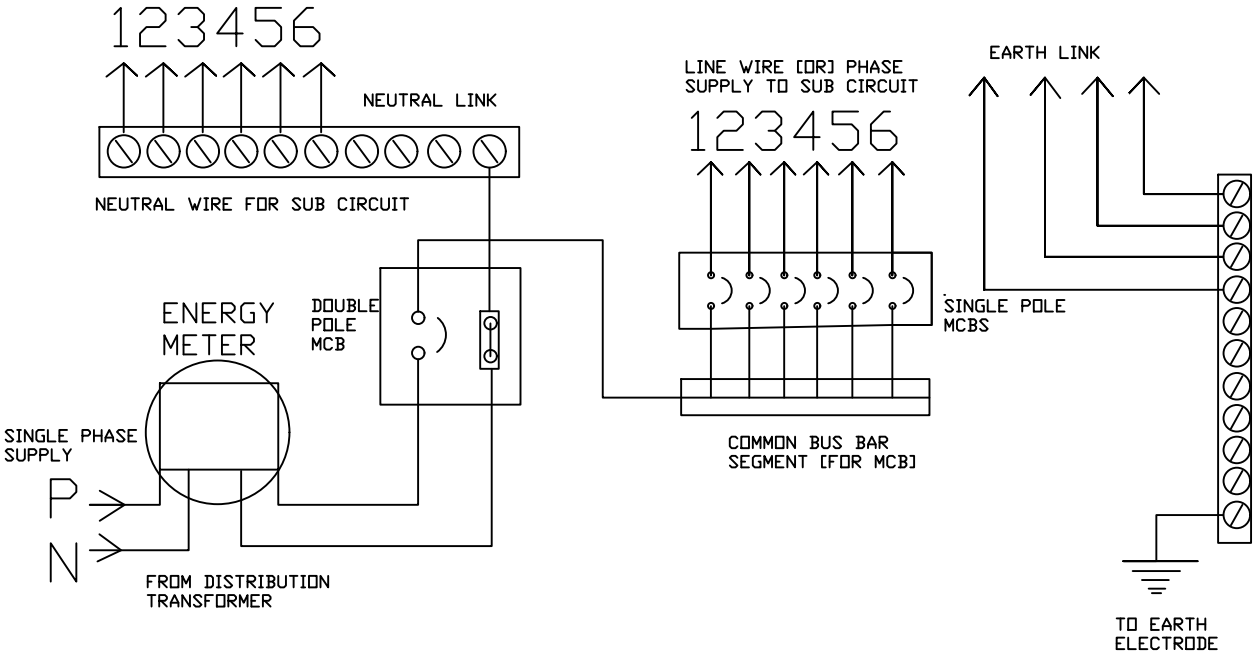 123456
NEUTRAL LINK
NEUTRAL WIRE FOR SUB CIRCUIT
LINE WIRE [OR] PHASE
SUPPLY TO SUB CIRCUIT
123456
EARTH LINK
ENERGY
METER
DOUBLE
POLE
MCB
SINGLE POLE
MCBS
SINGLE PHASE
SUPPLY
P
N
FROM DISTRIBUTION
TRANSFORMER
COMMON BUS BAR
SEGMENT [FOR MCB]
TO EARTH
ELECTRODE